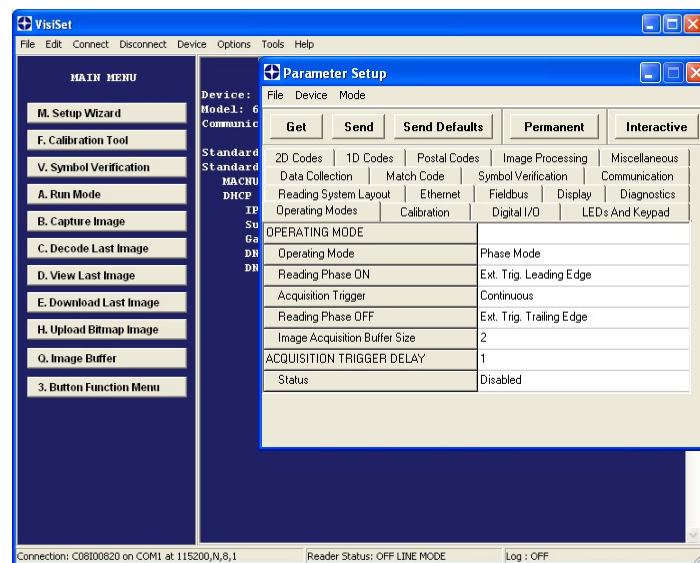 VisiSet
File Edit Connect Disconnect Device Options Tools Help
MAIN MENU
M. Setup Wizard
F. Calibration Tool
V. Symbol Verification
A. Run Mode
B. Capture Image
C. Decode Last Image
D. View Last Image
E. Download Last Image
H. Upload Bitmap Image
Q. Image Buffer
3. Button Function Menu
Device:
Model: 6
Communic
Standard
Standard
MACNU
DHCP
IP
Su
Ga
DN
DN
Parameter Setup
File Device Mode
Get Send Send Defaults Permanent Interactive
2D Codes 1D Codes Postal Codes Image Processing Miscellaneous
Data Collection Match Code Symbol Verification Communication
Reading System Layout Ethernet Fieldbus Display Diagnostics
Operating Modes Calibration Digital I/O LEDs And Keypad
OPERATING MODE
Operating Mode Phase Mode
Reading Phase ON Ext. Trig. Leading Edge
Acquisition Trigger Continuous
Reading Phase OFF Ext. Trig. Trailing Edge
Image Acquisition Buffer Size 2
ACQUISITION TRIGGER DELAY 1
Status Disabled
Connection: C08I00820 on COM1 at 115200,N,8,1 Reader Status: OFF LINE MODE Log : OFF